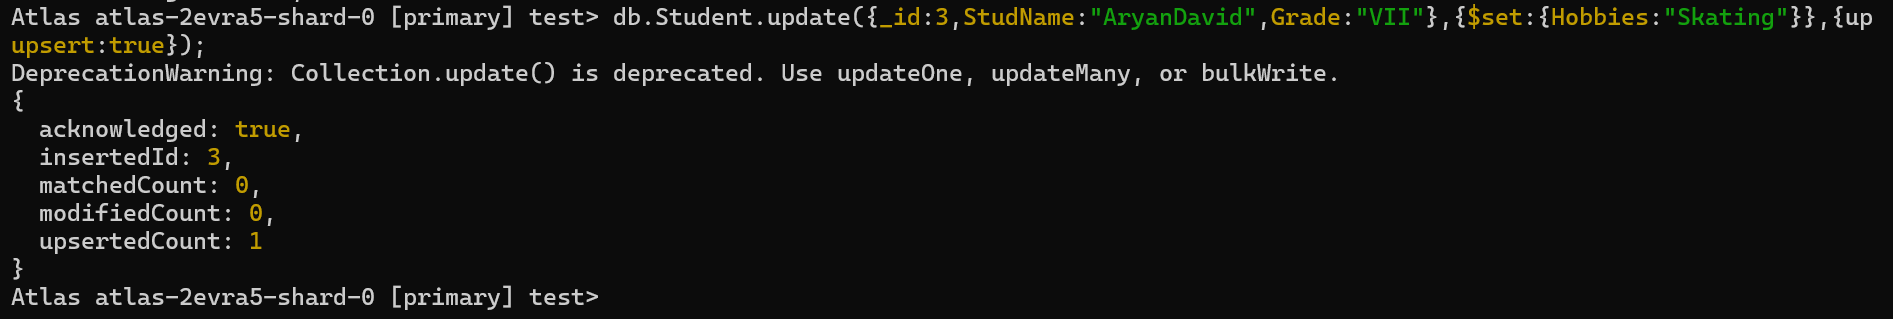 Atlas atlas-2evra5-shard-0 [primary] test> db.Student.update({_id:3,StudName:"AryanDavid",Grade:"VII"},{$set:{Hobbies:"Skating"}},{up
upsert:true});
DeprecationWarning: Collection.update() is deprecated. Use updateOne, updateMany, or bulkWrite.
{
  acknowledged: true,
  insertedId: 3,
  matchedCount: 0,
  modifiedCount: 0,
  upsertedCount: 1
}
Atlas atlas-2evra5-shard-0 [primary] test>